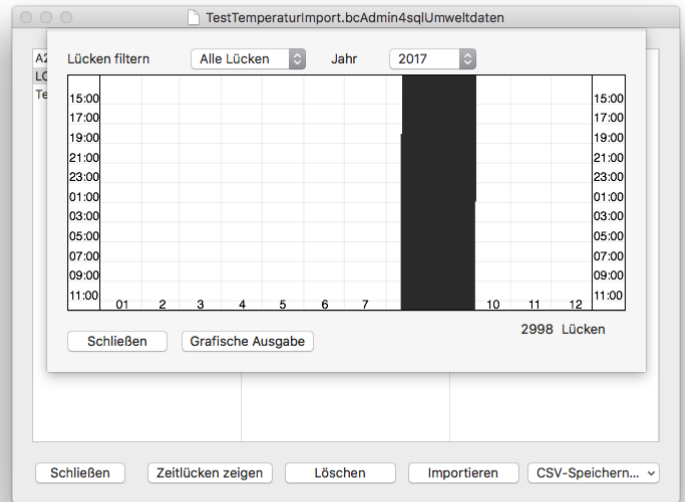 TestTemperaturImport.bcAdmin4sqlUmweltdaten
A2
LC
Te
Lücken filtern Alle Lücken Jahr 2017
15:00 15:00
17:00 17:00
19:00 19:00
21:00 21:00
23:00 23:00
01:00 01:00
03:00 03:00
05:00 05:00
07:00 07:00
09:00 09:00
11:00 11:00
01 2 3 4 5 6 7 10 11 12
2998 Lücken
Schließen Grafische Ausgabe
Schließen Zeitlücken zeigen Löschen Importieren CSV-Speichern...